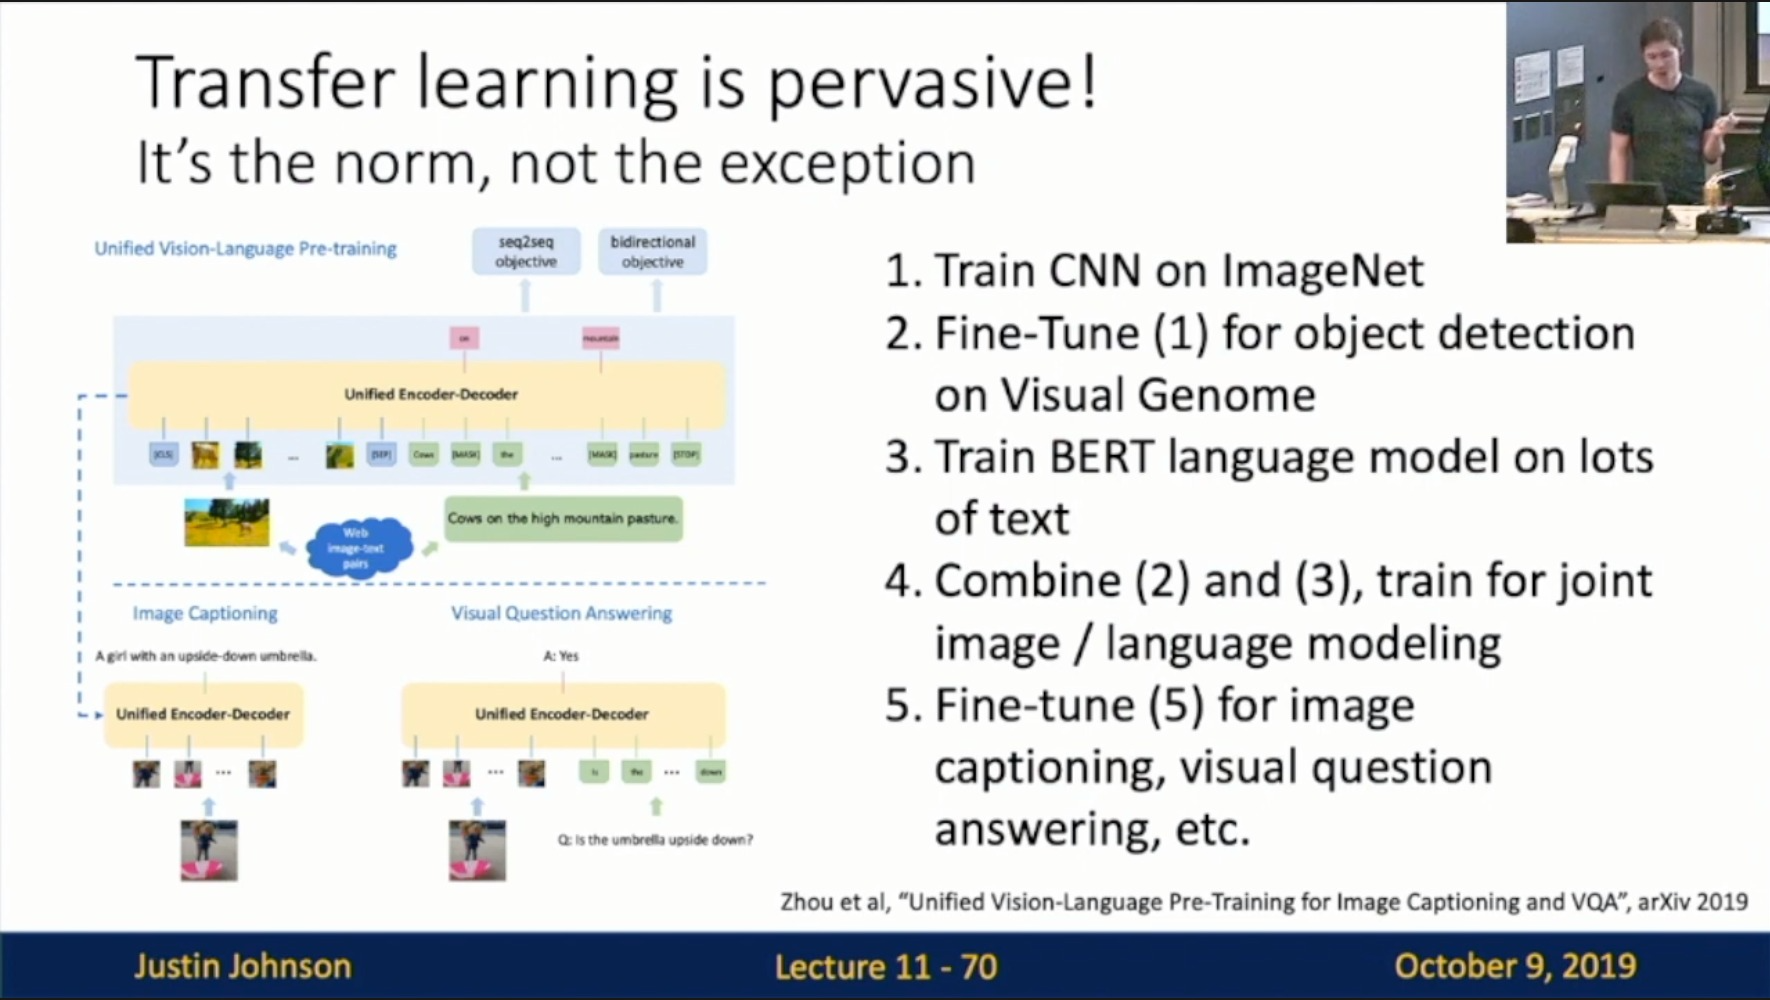 Transfer learning is pervasive!
It's the norm, not the exception
Unified Vision-Language Pre-training
seq2seq
objective
bidirectional
objective
on
mountain
Unified Encoder-Decoder
[CLS]
...
[SEP]
Cows
[MASK]
the
...
[MASK]
pasture
[STOP]
Web
image-text
pairs
Cows on the high mountain pasture.
Image Captioning
A girl with an upside-down umbrella.
Unified Encoder-Decoder
...
Visual Question Answering
A: Yes
Unified Encoder-Decoder
...
Is
the
...
down
Q: Is the umbrella upside down?
1. Train CNN on ImageNet
2. Fine-Tune (1) for object detection
on Visual Genome
3. Train BERT language model on lots
of text
4. Combine (2) and (3), train for joint
image / language modeling
5. Fine-tune (5) for image
captioning, visual question
answering, etc.
Zhou et al, “Unified Vision-Language Pre-Training for Image Captioning and VQA”, arXiv 2019
Justin Johnson
Lecture 11 - 70
October 9, 2019